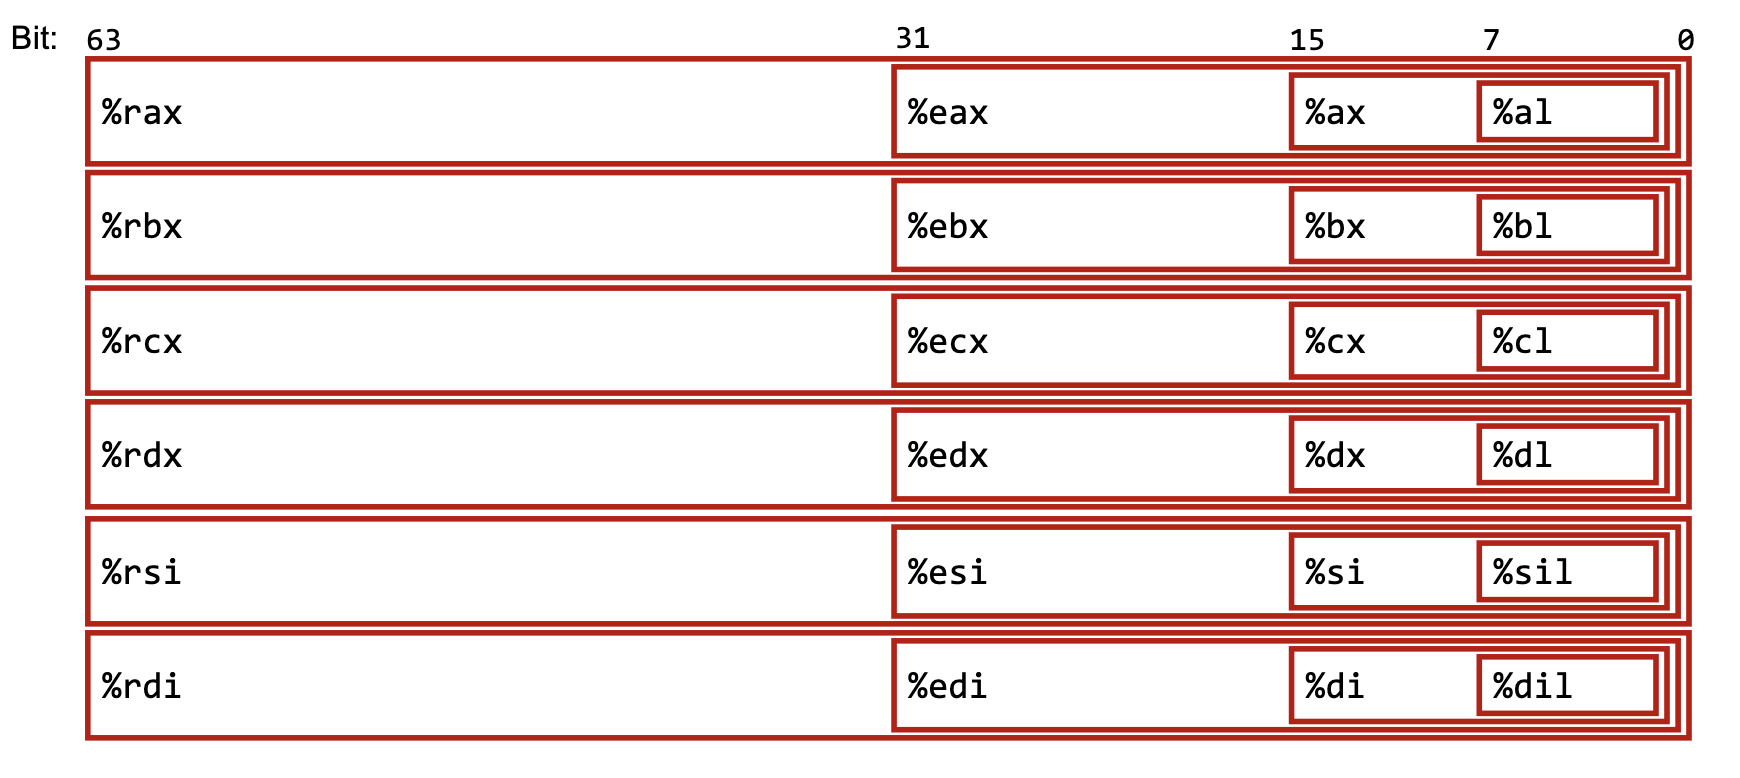 Bit: 63 31 15 7 0
%rax %eax %ax %al
%rbx %ebx %bx %bl
%rcx %ecx %cx %cl
%rdx %edx %dx %dl
%rsi %esi %si %sil
%rdi %edi %di %dil